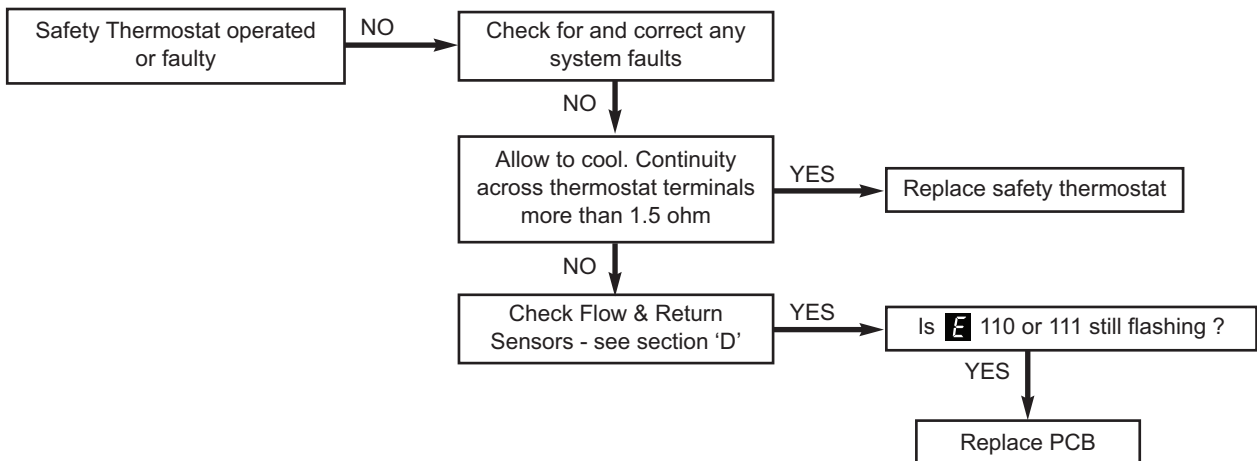 Safety Thermostat operated
or faulty
NO
Check for and correct any
system faults
NO
Allow to cool. Continuity
across thermostat terminals
more than 1.5 ohm
YES
Replace safety thermostat
NO
Check Flow & Return
Sensors - see section ‘D’
YES
Is E 110 or 111 still flashing ?
YES
Replace PCB